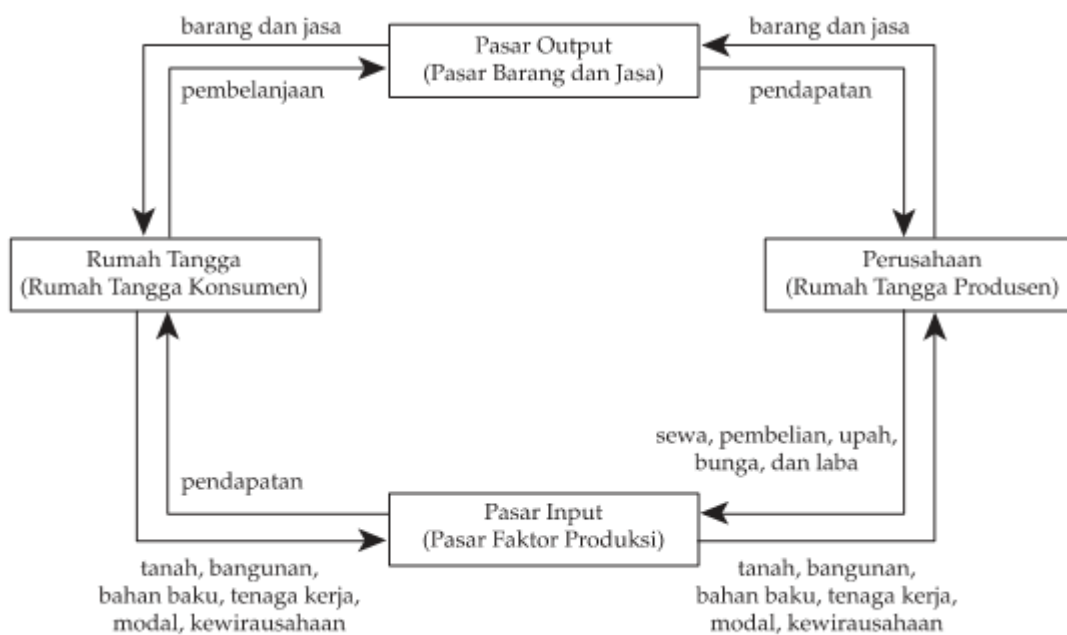 barang dan jasa
Pasar Output
(Pasar Barang dan Jasa)
barang dan jasa
pembelanjaan
pendapatan
Rumah Tangga
(Rumah Tangga Konsumen)
Perusahaan
(Rumah Tangga Produsen)
sewa, pembelian, upah,
bunga, dan laba
pendapatan
Pasar Input
(Pasar Faktor Produksi)
tanah, bangunan,
bahan baku, tenaga kerja,
modal, kewirausahaan
tanah, bangunan,
bahan baku, tenaga kerja,
modal, kewirausahaan